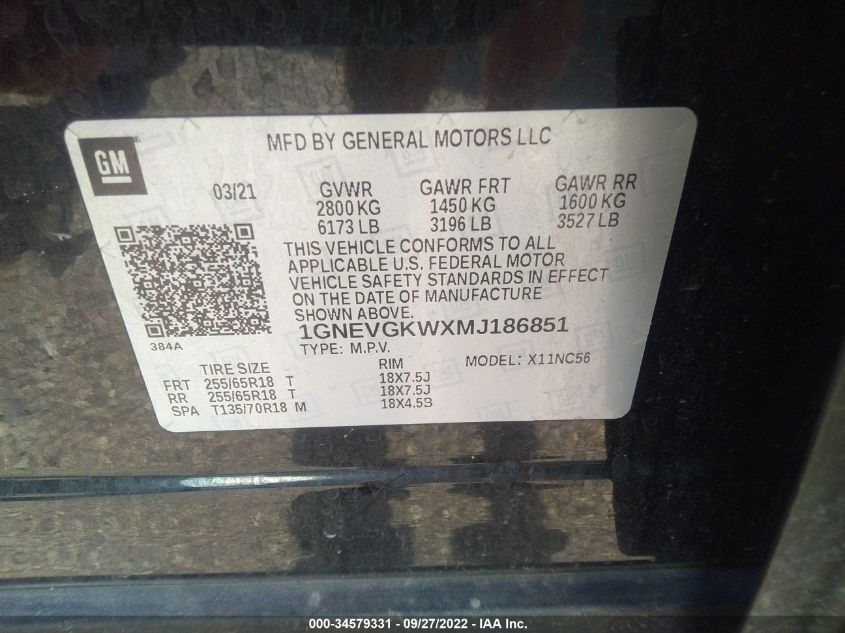 GM
MFD BY GENERAL MOTORS LLC
03/21
GVWR GAWR FRT GAWR RR
2800 KG 1450 KG 1600 KG
6173 LB 3196 LB 3527 LB
THIS VEHICLE CONFORMS TO ALL
APPLICABLE U.S. FEDERAL MOTOR
VEHICLE SAFETY STANDARDS IN EFFECT
ON THE DATE OF MANUFACTURE
SHOWN ABOVE.
1GNEVGKWXMJ186851
384A
TYPE: M.P.V. MODEL: X11NC56
TIRE SIZE RIM
FRT 255/65R18 T 18X7.5J
RR 255/65R18 T 18X7.5J
SPA T135/70R18 M 18X4.5B
000-34579331 - 09/27/2022 - IAA Inc.